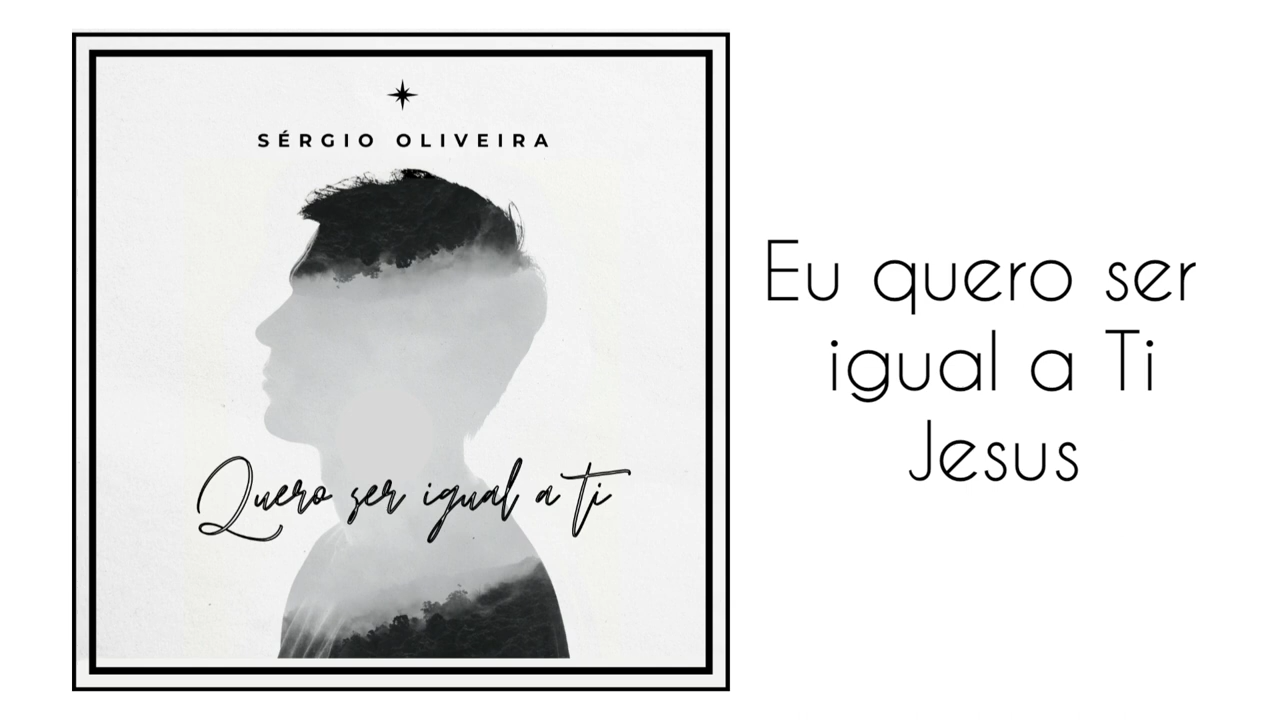 SÉRGIO OLIVEIRA
Quero ser igual a ti
Eu quero ser
igual a Ti
Jesus